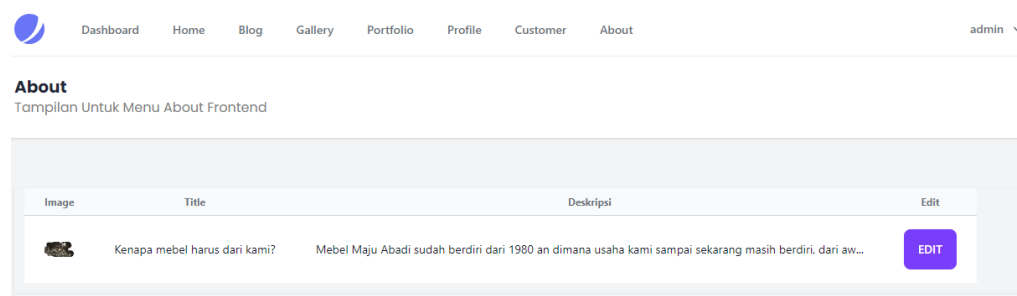 Dashboard Home Blog Gallery Portfolio Profile Customer About admin
About
Tampilan Untuk Menu About Frontend
Image Title Deskripsi Edit
Kenapa mebel harus dari kami? Mebel Maju Abadi sudah berdiri dari 1980 an dimana usaha kami sampai sekarang masih berdiri, dari aw... EDIT